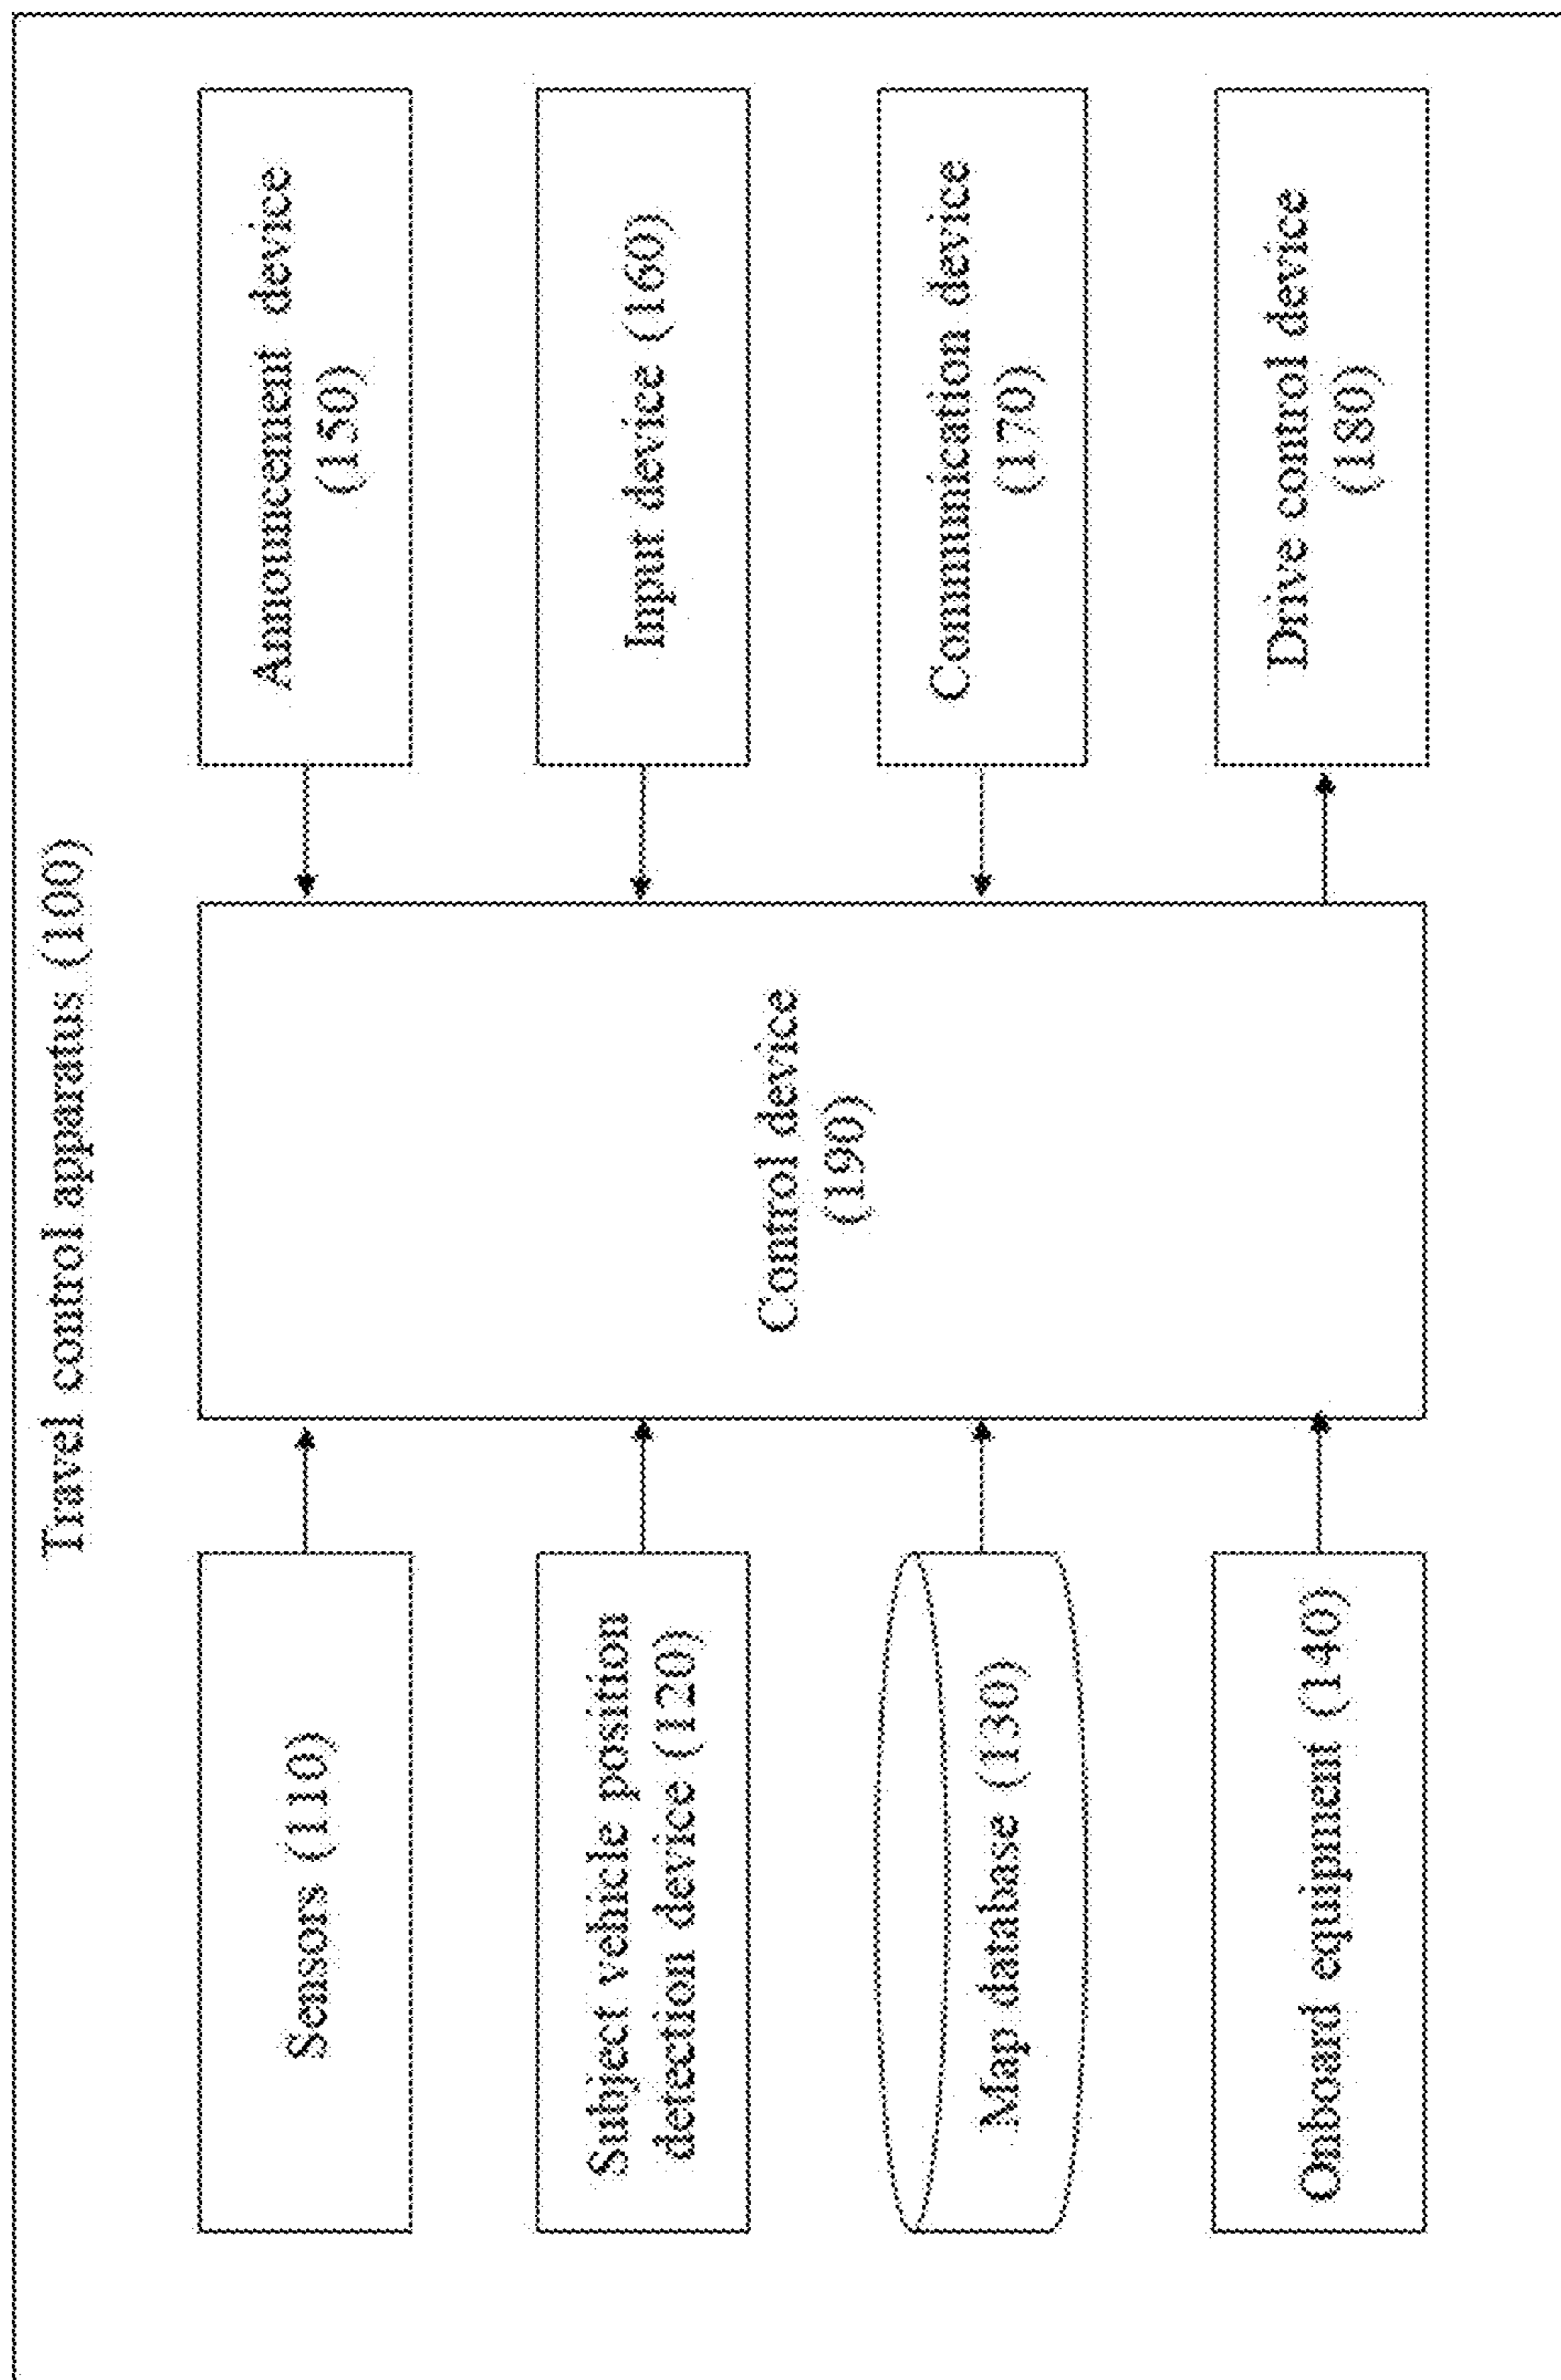 Travel control apparatus (100)
Sensors (110)
Subject vehicle position
detection device (120)
Map database (130)
Onboard equipment (140)
Control device
(190)
Announcement device
(150)
Input device (160)
Communication device
(170)
Drive control device
(180)